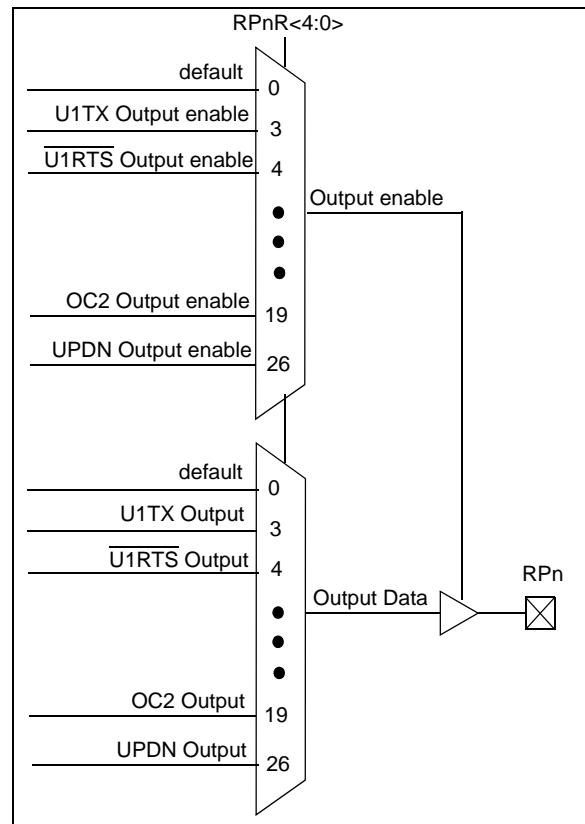 RPnR<4:0>
default
0
U1TX Output enable
3
U1RTS Output enable
4
Output enable
OC2 Output enable
19
UPDN Output enable
26
default
0
U1TX Output
3
U1RTS Output
4
RPn
Output Data
OC2 Output
19
UPDN Output
26